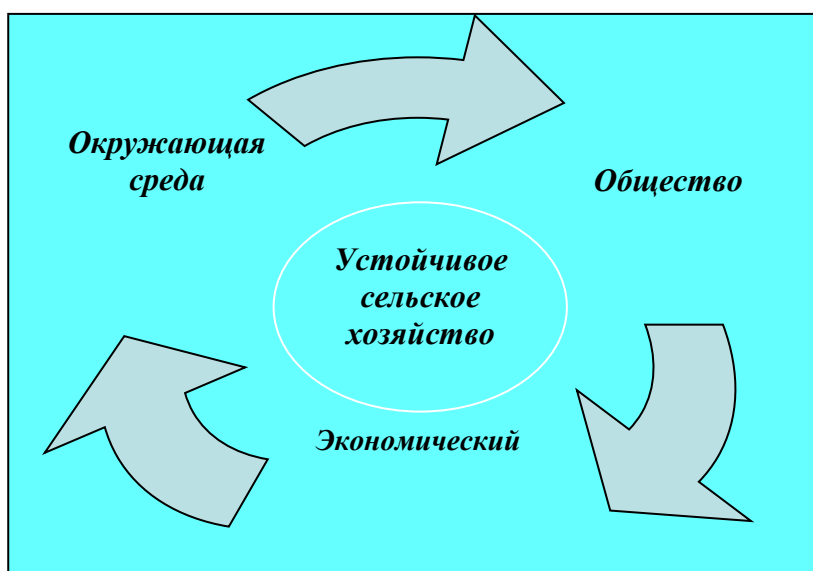 Окружающая
среда
Общество
Устойчивое
сельское
хозяйство
Экономический